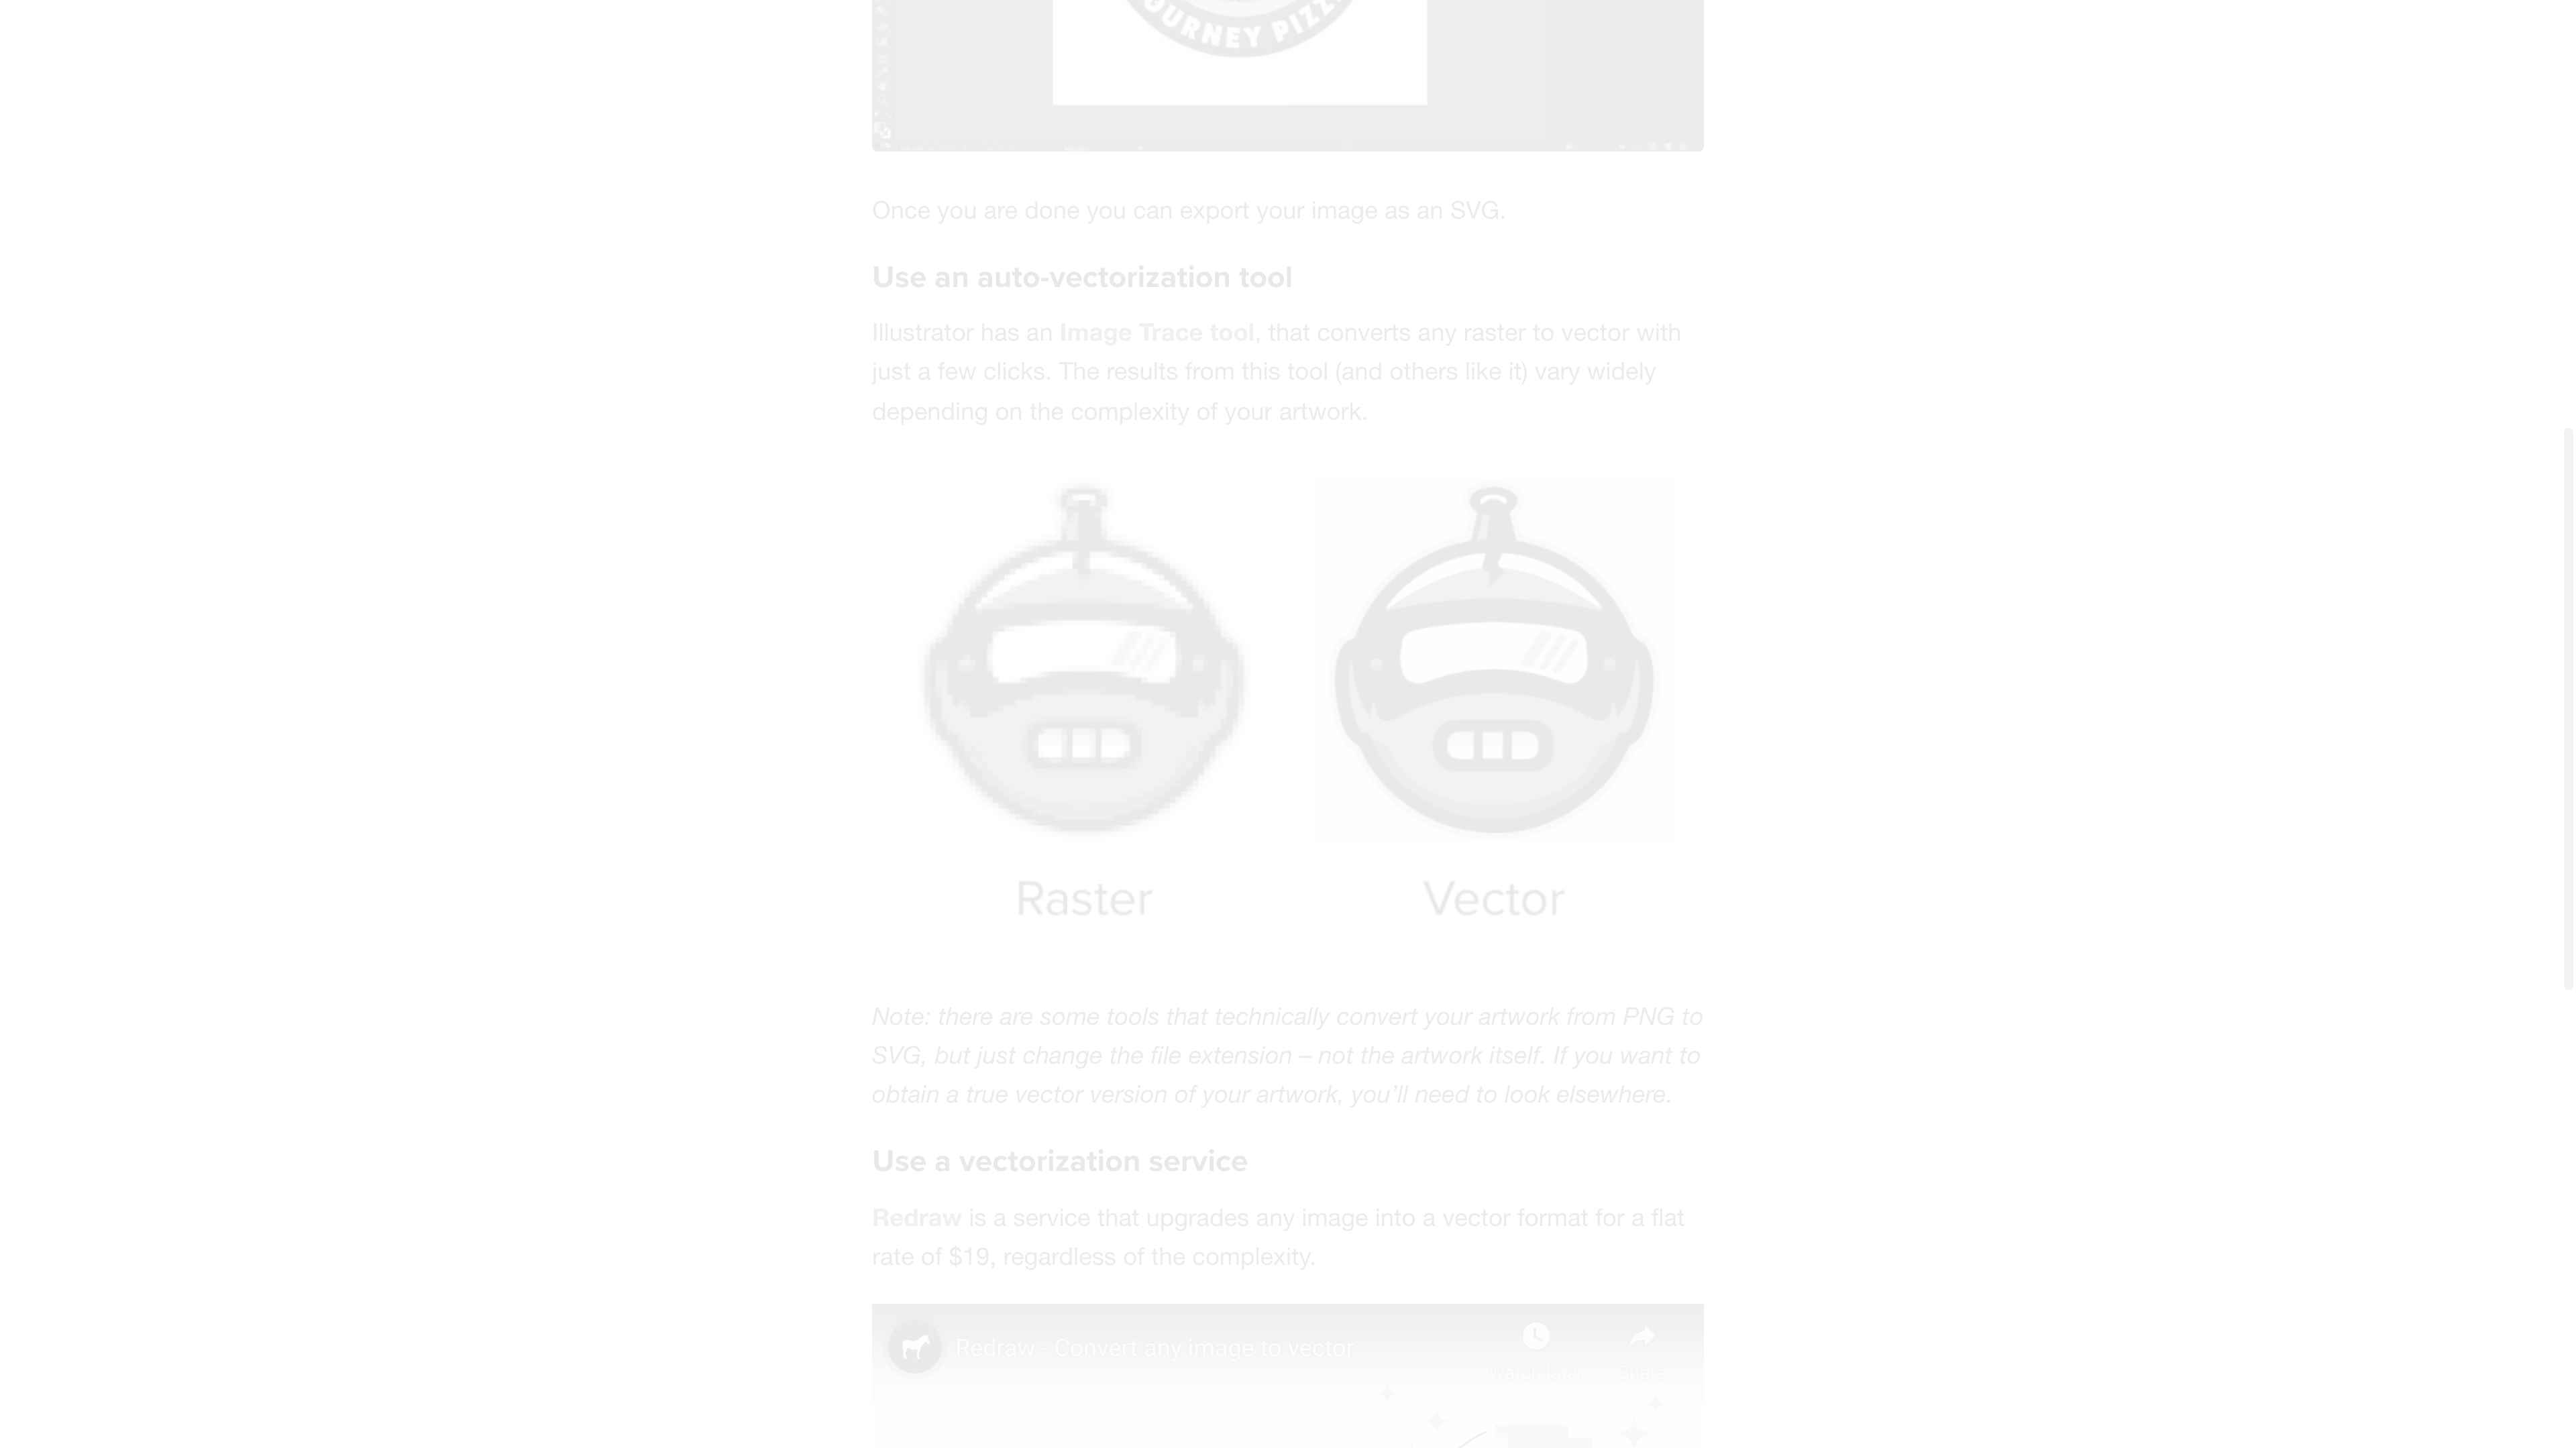 OURNEY PIZZ
Once you are done you can export your image as an SVG.
Use an auto-vectorization tool
Illustrator has an Image Trace tool, that converts any raster to vector with
just a few clicks. The results from this tool (and others like it) vary widely
depending on the complexity of your artwork.
Raster
Vector
Note: there are some tools that technically convert your artwork from PNG to
SVG, but just change the file extension – not the artwork itself. If you want to
obtain a true vector version of your artwork, you’ll need to look elsewhere.
Use a vectorization service
Redraw is a service that upgrades any image into a vector format for a flat
rate of $19, regardless of the complexity.
Redraw - Convert any image to vector